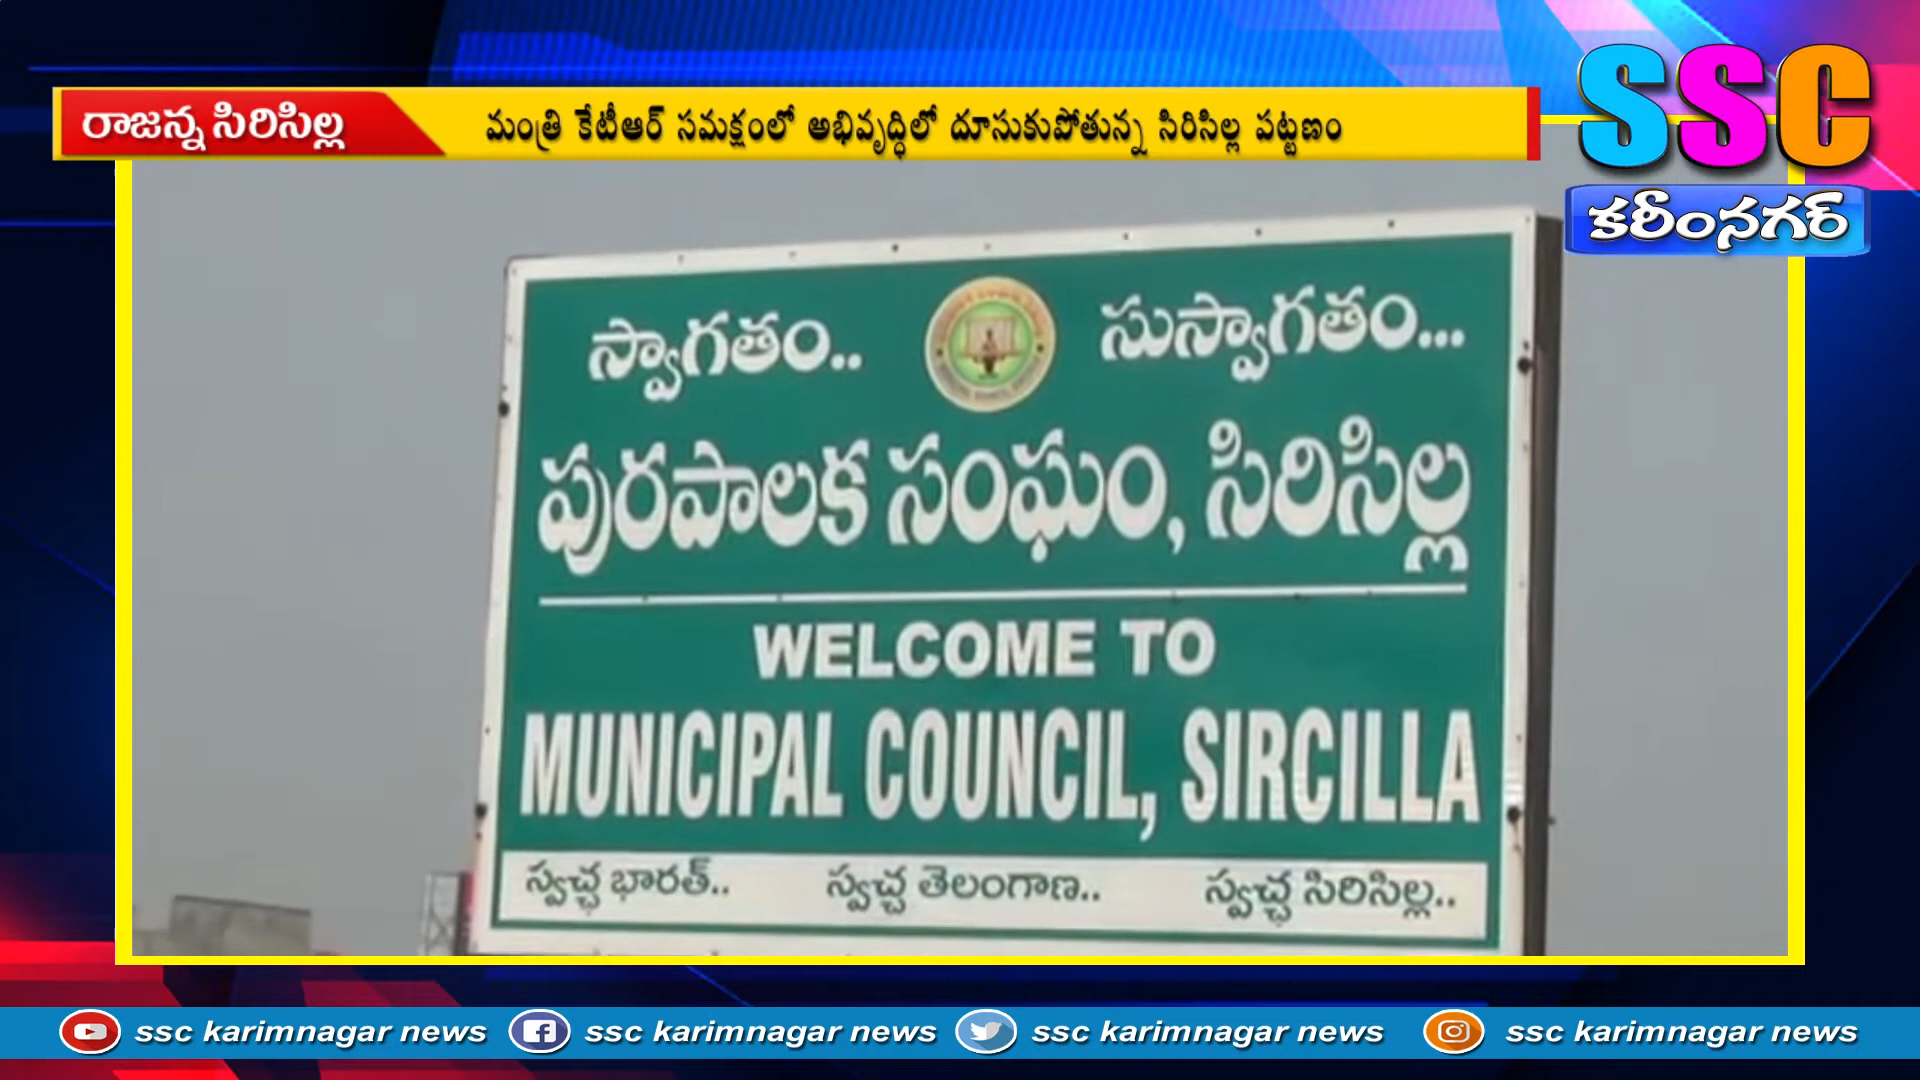 SSC
కరీంనగర్
రాజన్న సిరిసిల్ల
మంత్రి కేటీఆర్ సమక్షంలో అభివృద్ధిలో దూసుకుపోతున్న సిరిసిల్ల పట్టణం
స్వాగతం.. సుస్వాగతం...
పురపాలక సంఘం, సిరిసిల్ల
WELCOME TO
MUNICIPAL COUNCIL, SIRCILLA
స్వచ్ఛ భారత్.. స్వచ్ఛ తెలంగాణ.. స్వచ్ఛ సిరిసిల్ల..
ssc karimnagar news ssc karimnagar news ssc karimnagar news ssc karimnagar news